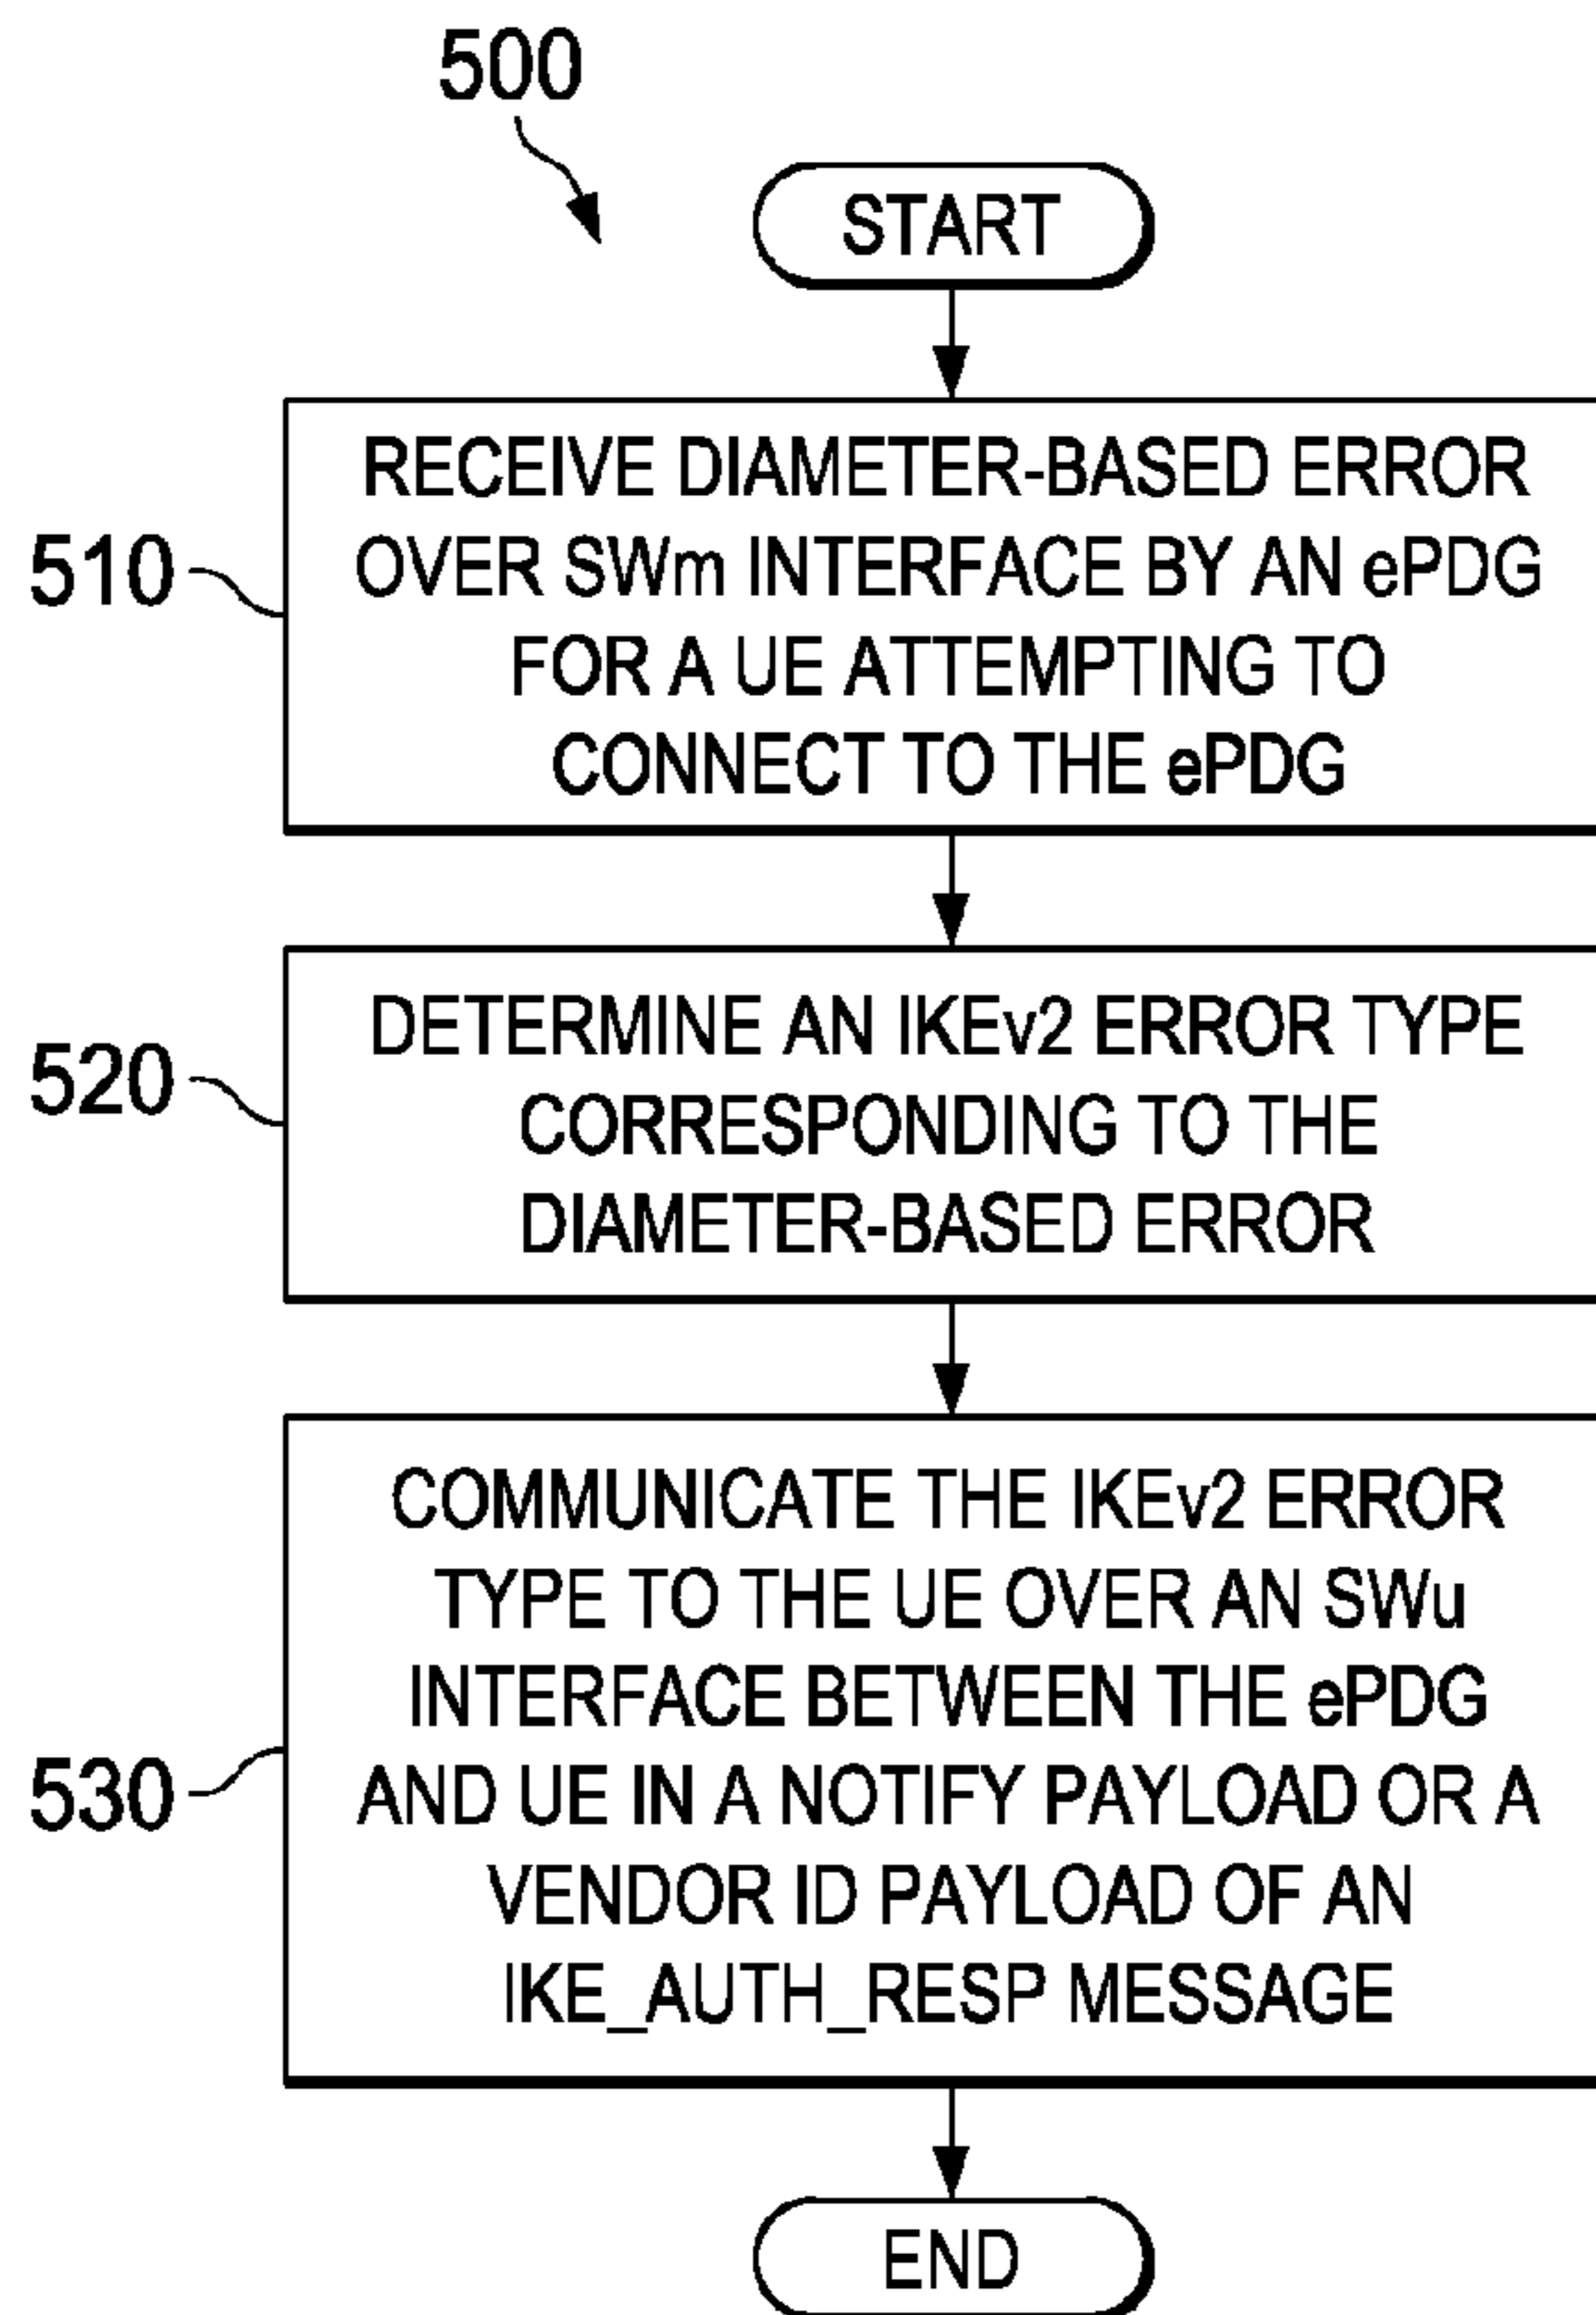 500
START
510
RECEIVE DIAMETER-BASED ERROR
OVER SWm INTERFACE BY AN ePDG
FOR A UE ATTEMPTING TO
CONNECT TO THE ePDG
520
DETERMINE AN IKEv2 ERROR TYPE
CORRESPONDING TO THE
DIAMETER-BASED ERROR
530
COMMUNICATE THE IKEv2 ERROR
TYPE TO THE UE OVER AN SWu
INTERFACE BETWEEN THE ePDG
AND UE IN A NOTIFY PAYLOAD OR A
VENDOR ID PAYLOAD OF AN
IKE_AUTH_RESP MESSAGE
END